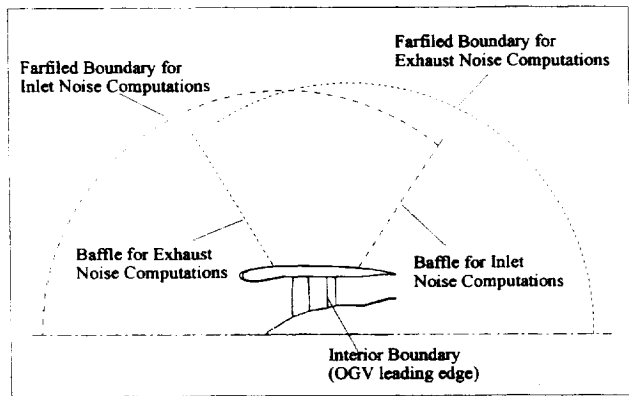 Farfiled Boundary for
Inlet Noise Computations
Farfiled Boundary for
Exhaust Noise Computations
Baffle for Exhaust
Noise Computations
Baffle for Inlet
Noise Computations
Interior Boundary
(OGV leading edge)